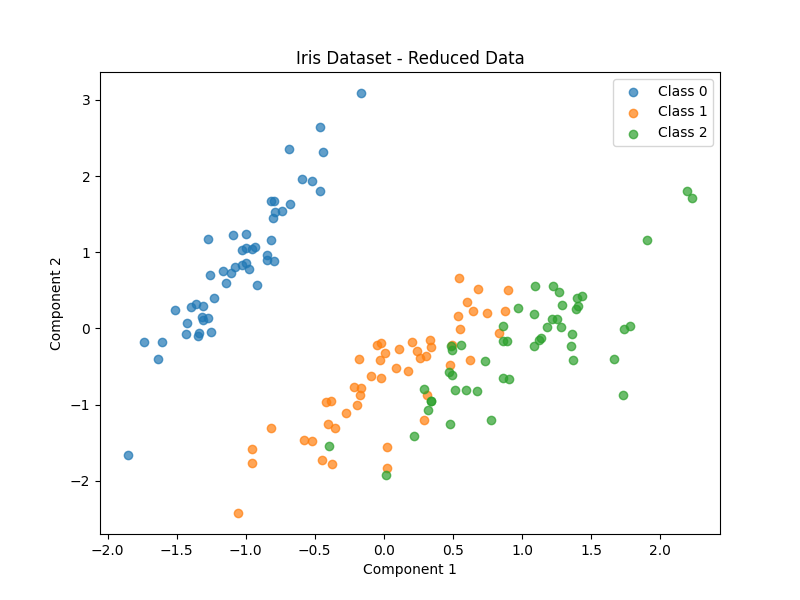 Iris Dataset - Reduced Data
Class 0
Class 1
Class 2
3
2
1
0
−1
−2
Component 2
−2.0 −1.5 −1.0 −0.5 0.0 0.5 1.0 1.5 2.0
Component 1